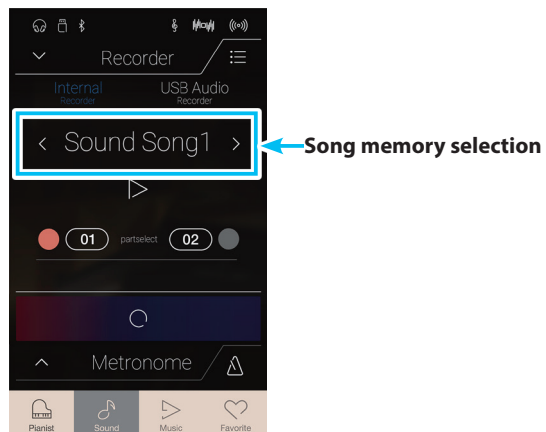 Recorder
Internal
Recorder
USB Audio
Recorder
Sound Song1
Song memory selection
01 partselect 02
Metronome
Pianist Sound Music Favorite